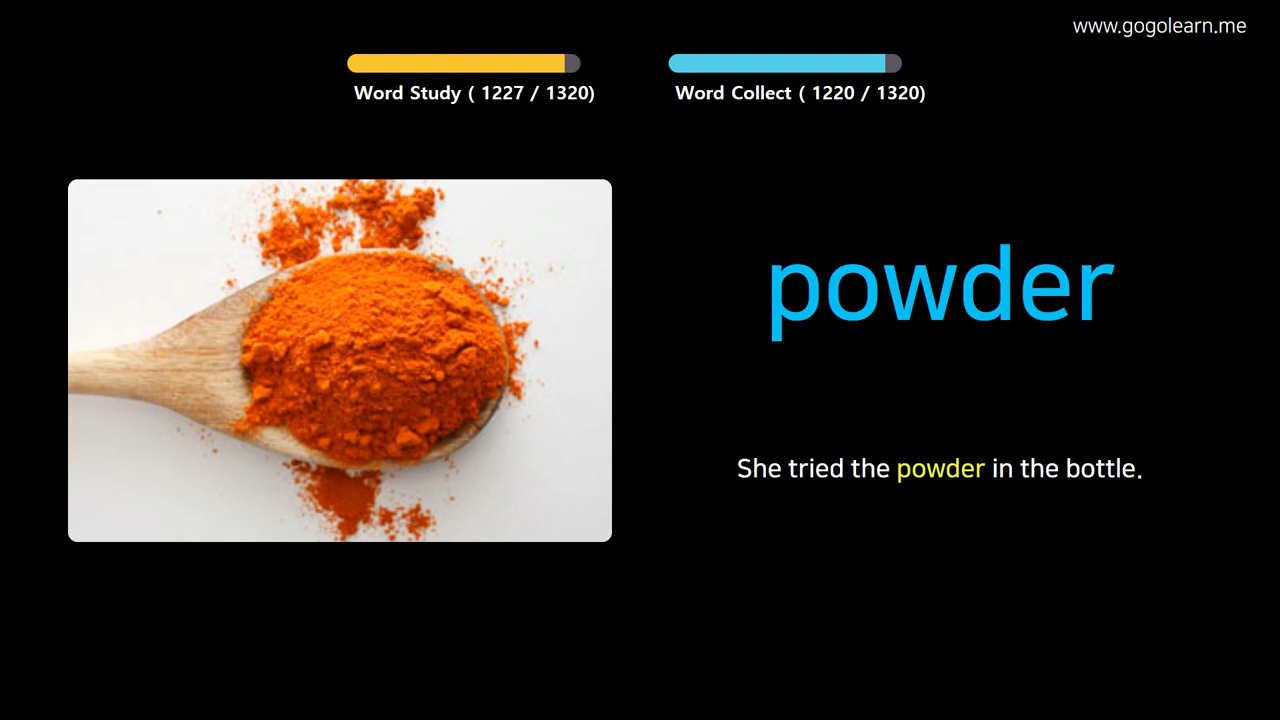 www.gogolearn.me
Word Study ( 1227 / 1320)
Word Collect ( 1220 / 1320)
powder
She tried the powder in the bottle.